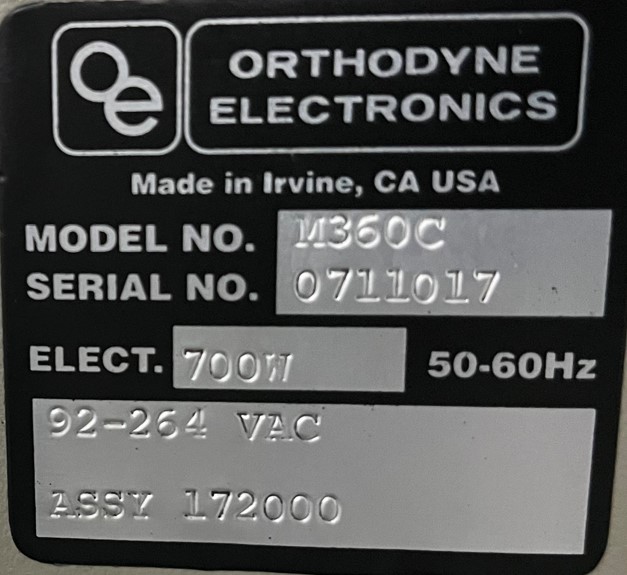 oe
ORTHODYNE
ELECTRONICS
Made in Irvine, CA USA
MODEL NO. M360C
SERIAL NO. 0711017
ELECT. 700W 50-60Hz
92-264 VAC
ASSY 172000